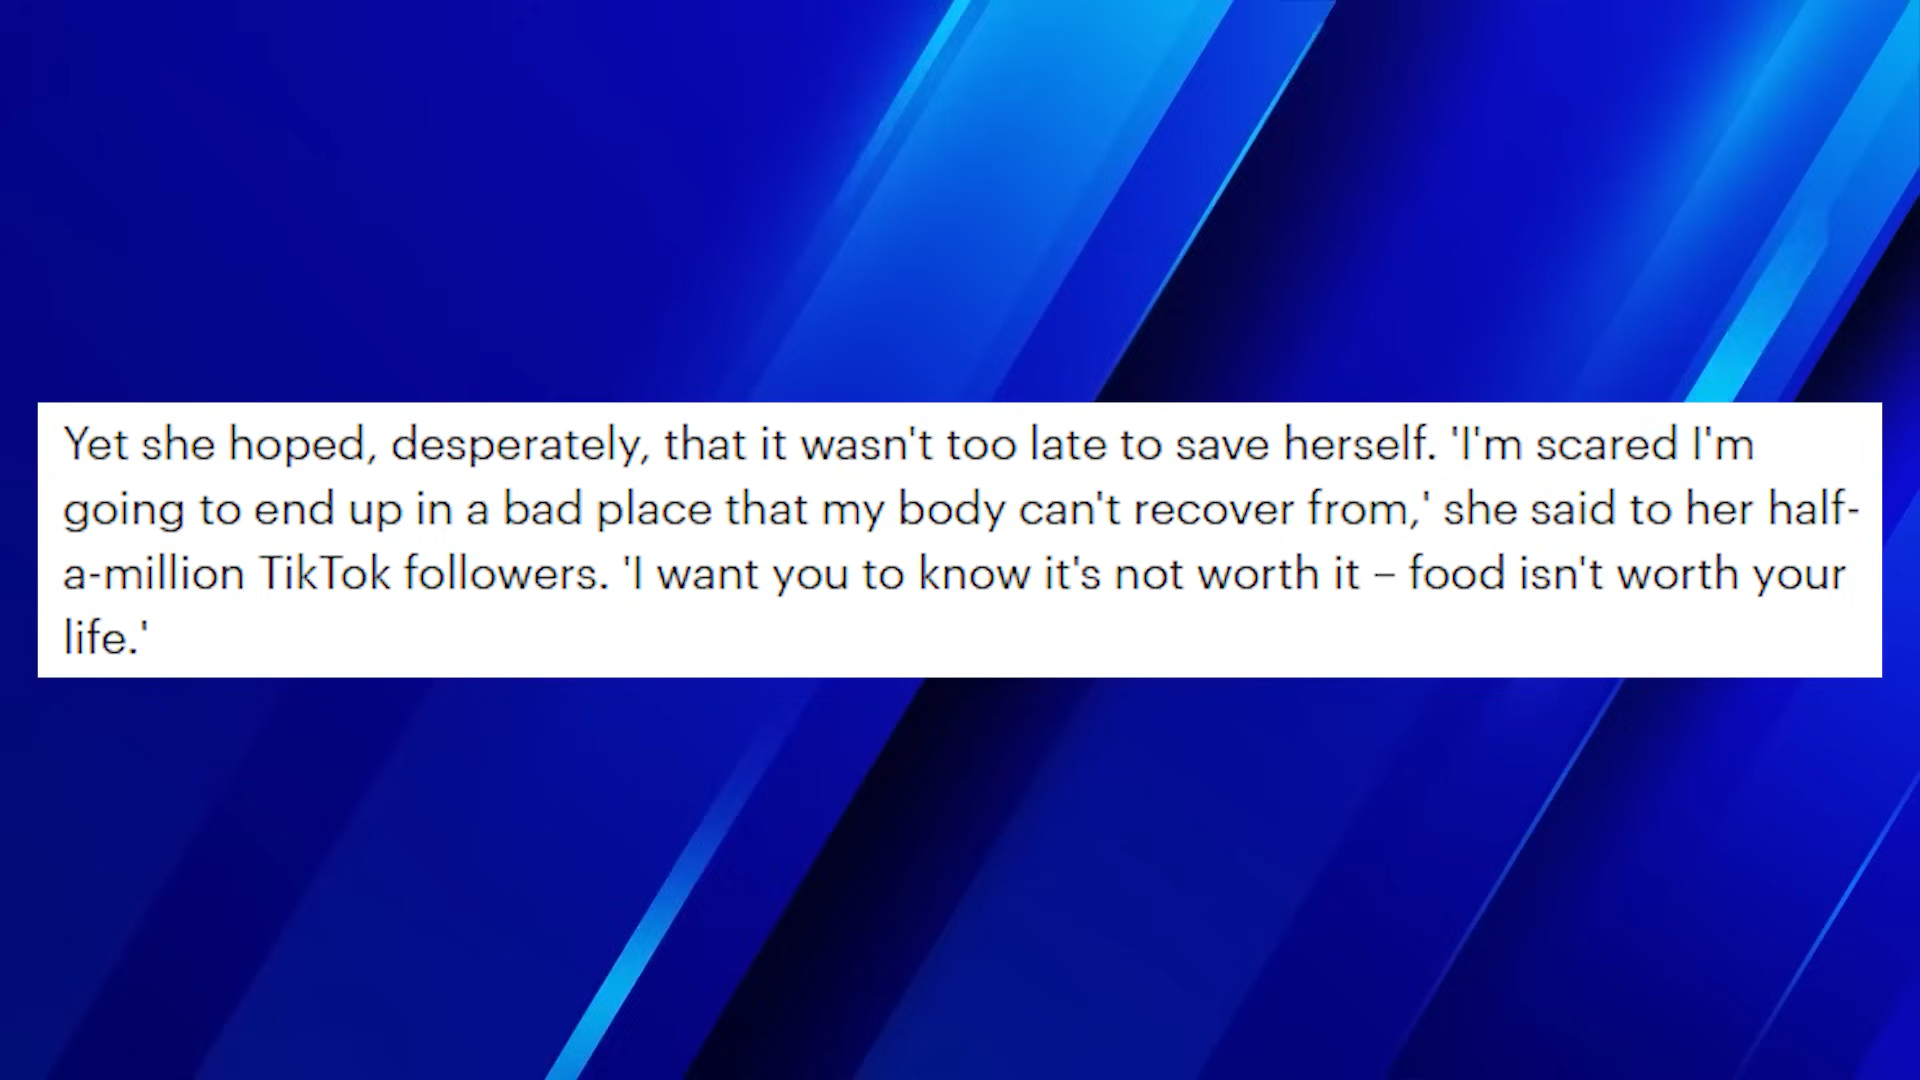 Yet she hoped, desperately, that it wasn't too late to save herself. 'I'm scared I'm
going to end up in a bad place that my body can't recover from,' she said to her half-
a-million TikTok followers. 'I want you to know it's not worth it – food isn't worth your
life.'